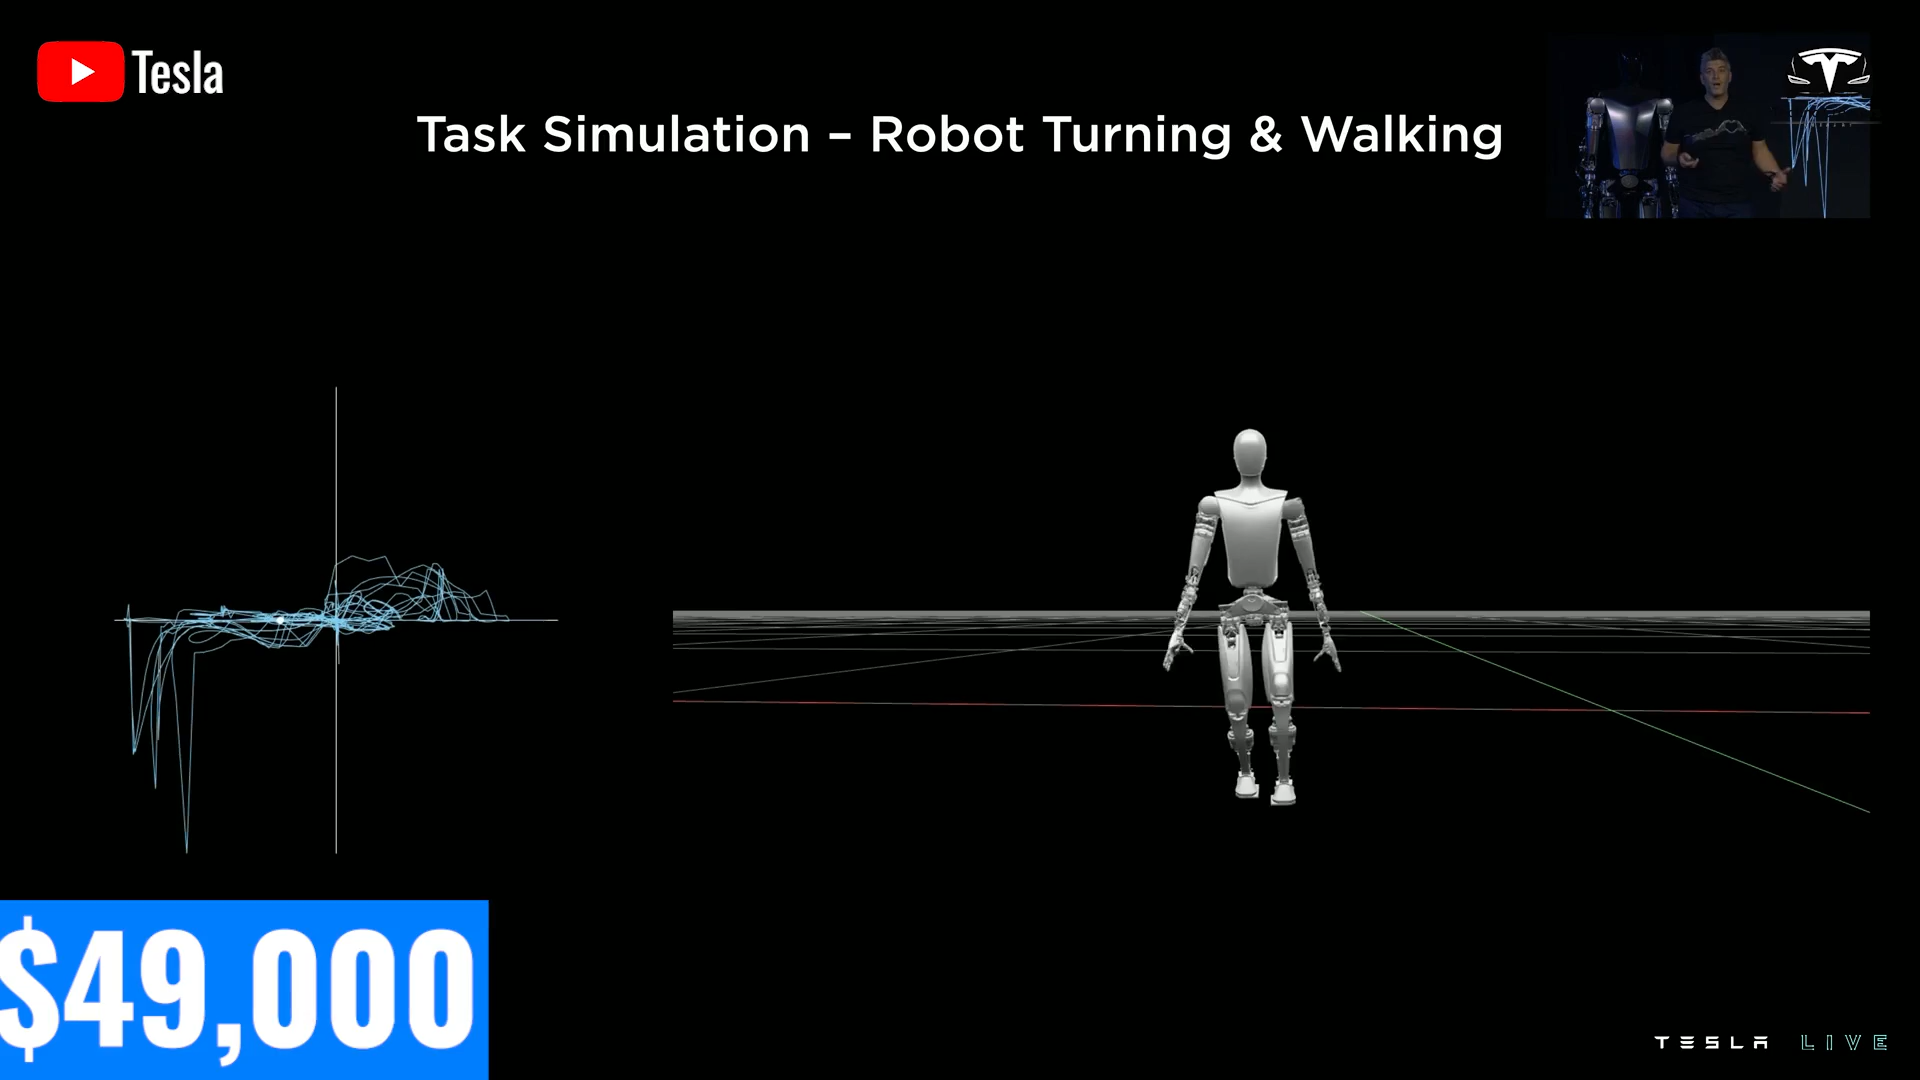 Tesla
Task Simulation – Robot Turning & Walking
$49,000
TESLA LIVE